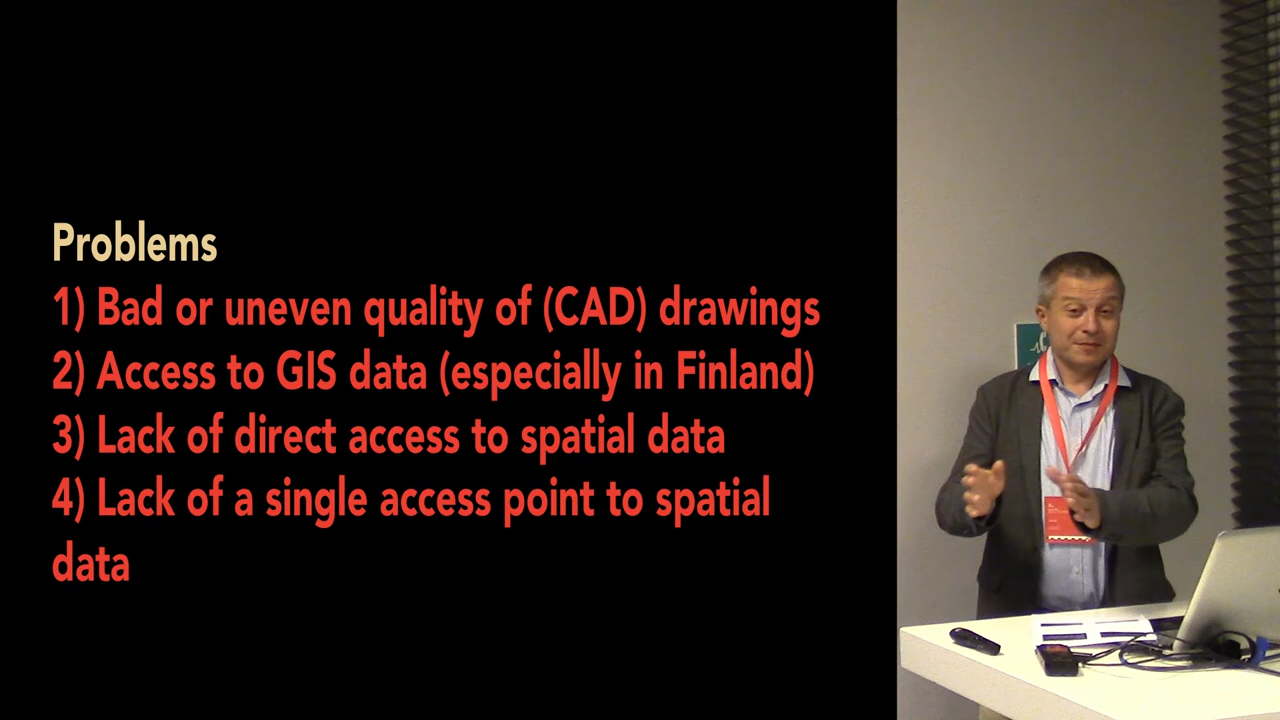 Problems
1) Bad or uneven quality of (CAD) drawings
2) Access to GIS data (especially in Finland)
3) Lack of direct access to spatial data
4) Lack of a single access point to spatial
data